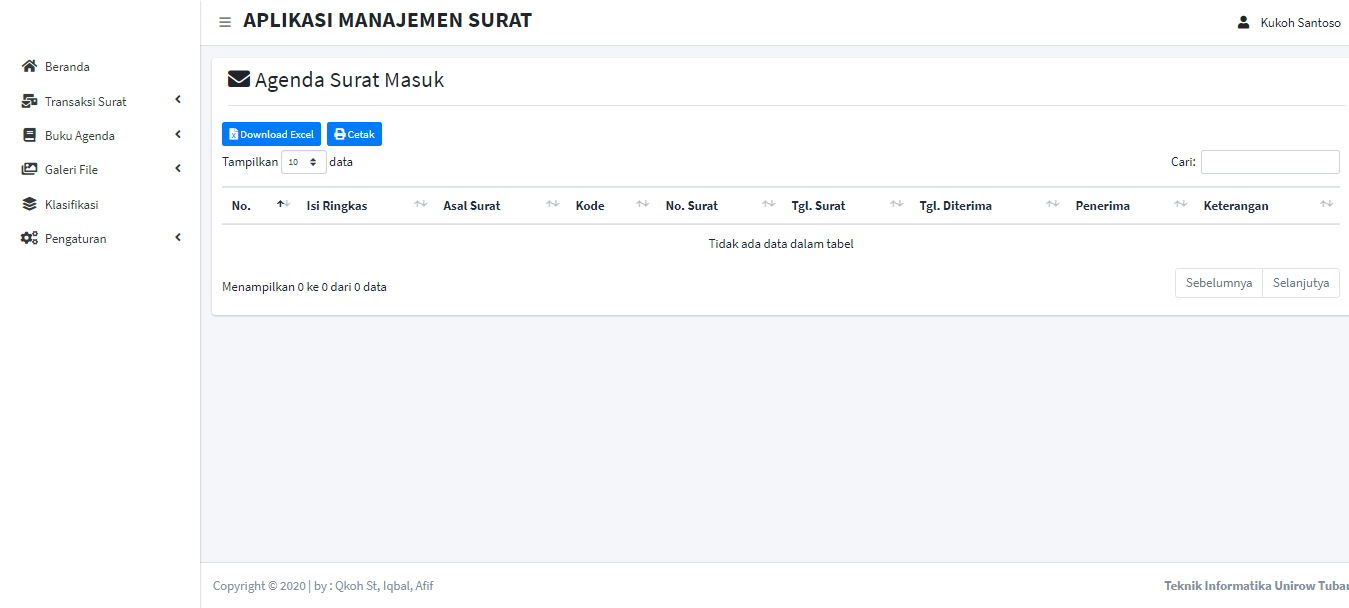 APLIKASI MANAJEMEN SURAT
Kukoh Santoso
Beranda
Transaksi Surat
Buku Agenda
Galeri File
Klasifikasi
Pengaturan
Agenda Surat Masuk
Download Excel Cetak
Tampilkan 10 data
Cari:
No. Isi Ringkas Asal Surat Kode No. Surat Tgl. Surat Tgl. Diterima Penerima Keterangan
Tidak ada data dalam tabel
Menampilkan 0 ke 0 dari 0 data
Sebelumnya Selanjutya
Copyright © 2020 | by : Qkoh St, Iqbal, Afif
Teknik Informatika Unirow Tuban